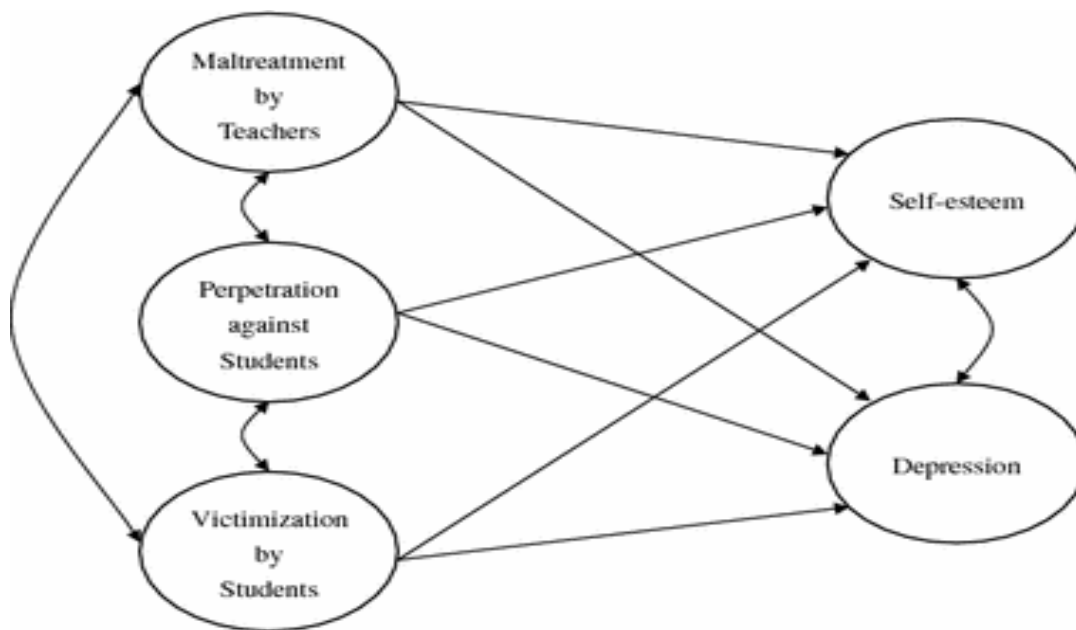 Maltreatment
by
Teachers
Self-esteem
Perpetration
against
Students
Depression
Victimization
by
Students